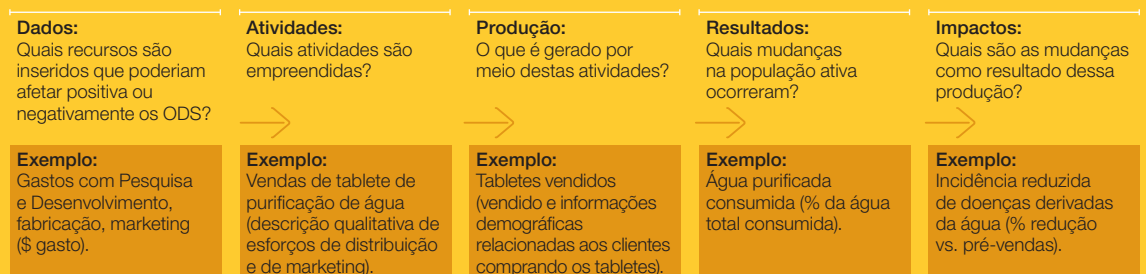 Dados:
Quais recursos são
inseridos que poderiam
afetar positiva ou
negativamente os ODS?
Exemplo:
Gastos com Pesquisa
e Desenvolvimento,
fabricação, marketing
($ gasto).
Atividades:
Quais atividades são
empreendidas?
Exemplo:
Vendas de tablete de
purificação de água
(descrição qualitativa de
esforços de distribuição
e de marketing).
Produção:
O que é gerado por
meio destas atividades?
Exemplo:
Tabletes vendidos
(vendido e informações
demográficas
relacionadas aos clientes
comprando os tabletes).
Resultados:
Quais mudanças
na população ativa
ocorreram?
Exemplo:
Água purificada
consumida (% da água
total consumida).
Impactos:
Quais são as mudanças
como resultado dessa
produção?
Exemplo:
Incidência reduzida
de doenças derivadas
da água (% redução
vs. pré-vendas).